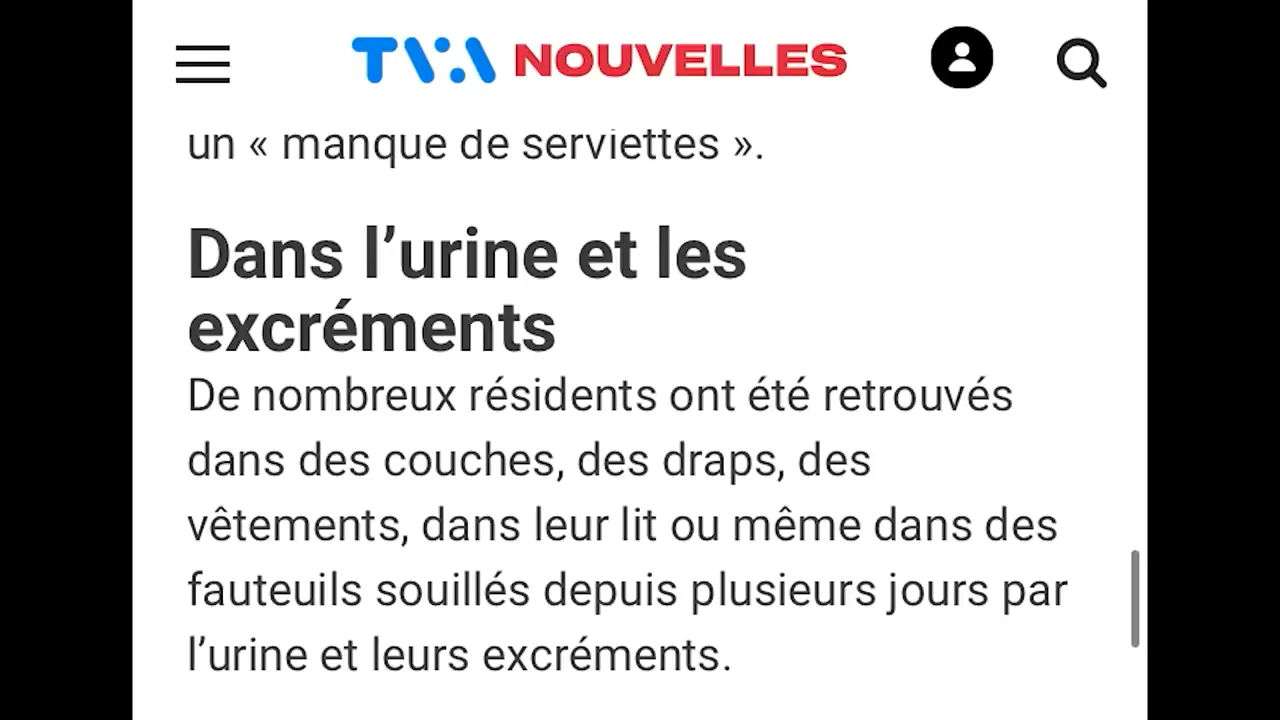 TVA NOUVELLES
un « manque de serviettes ».
Dans l’urine et les
excréments
De nombreux résidents ont été retrouvés
dans des couches, des draps, des
vêtements, dans leur lit ou même dans des
fauteuils souillés depuis plusieurs jours par
l’urine et leurs excréments.